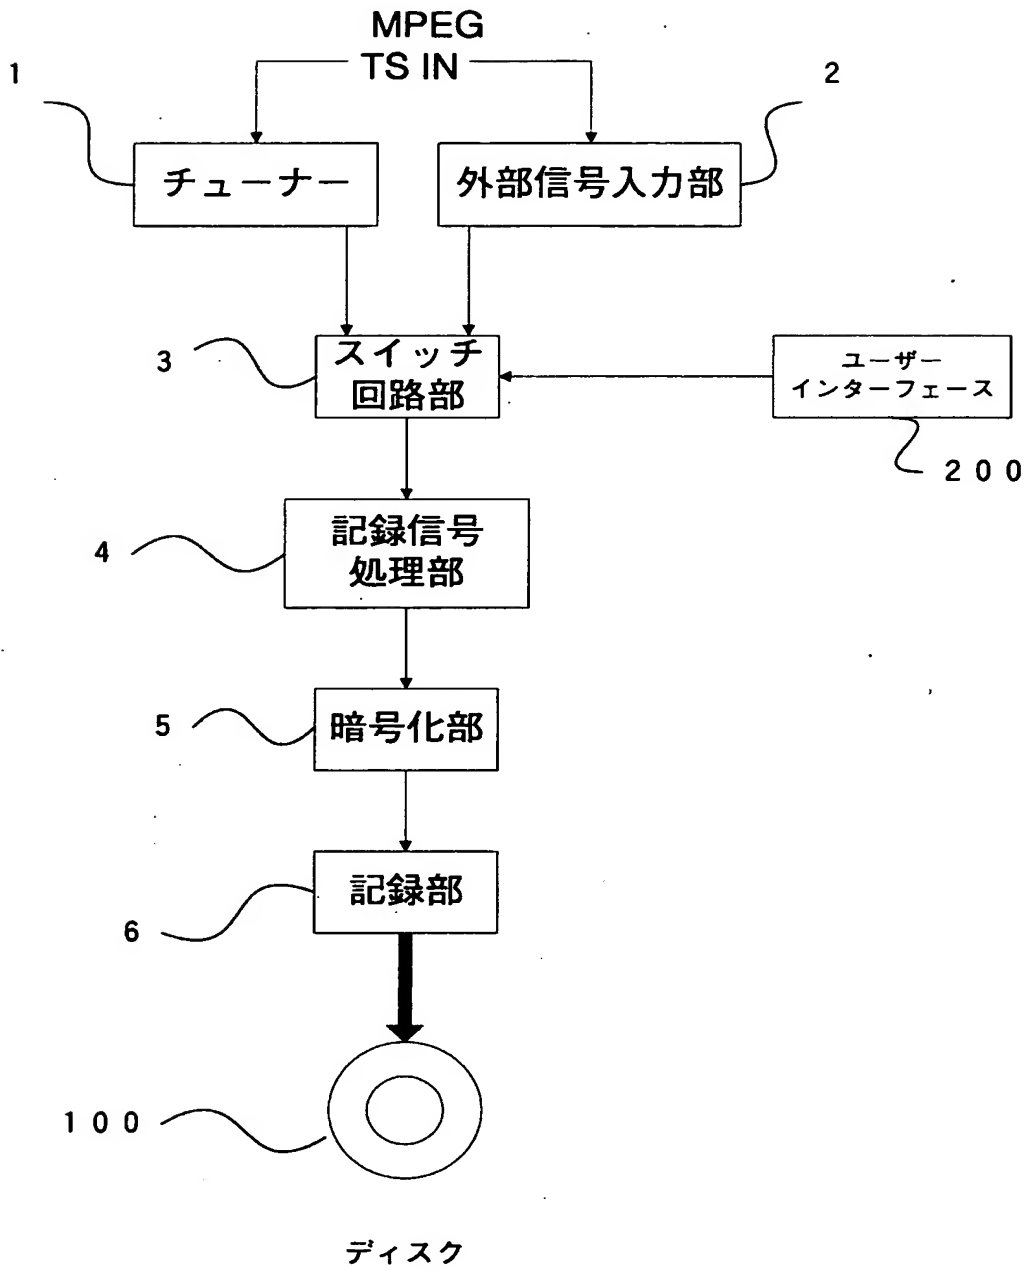 MPEG
TS IN
1
2
チューナー
外部信号入力部
3
スイッチ
回路部
ユーザー
インターフェース
200
4
記録信号
処理部
5
暗号化部
記録部
6
100
ディスク